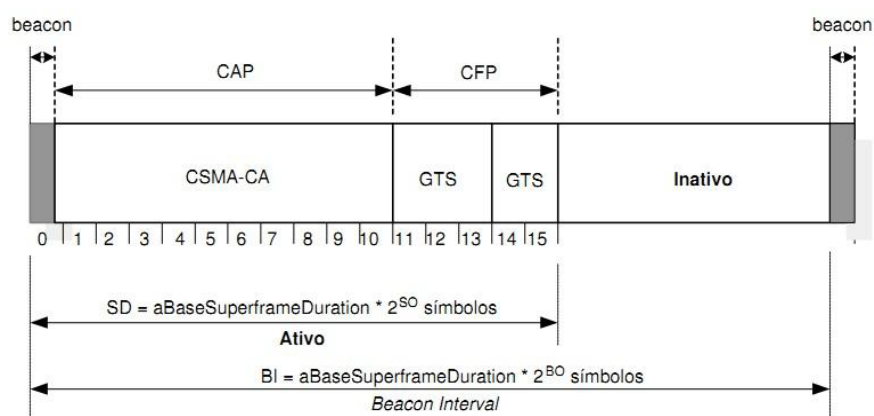 beacon beacon
CAP CFP
CSMA-CA GTS GTS Inativo
0 1 2 3 4 5 6 7 8 9 10 11 12 13 14 15
SD = aBaseSuperframeDuration * 2^SO símbolos
Ativo
BI = aBaseSuperframeDuration * 2^BO símbolos
Beacon Interval